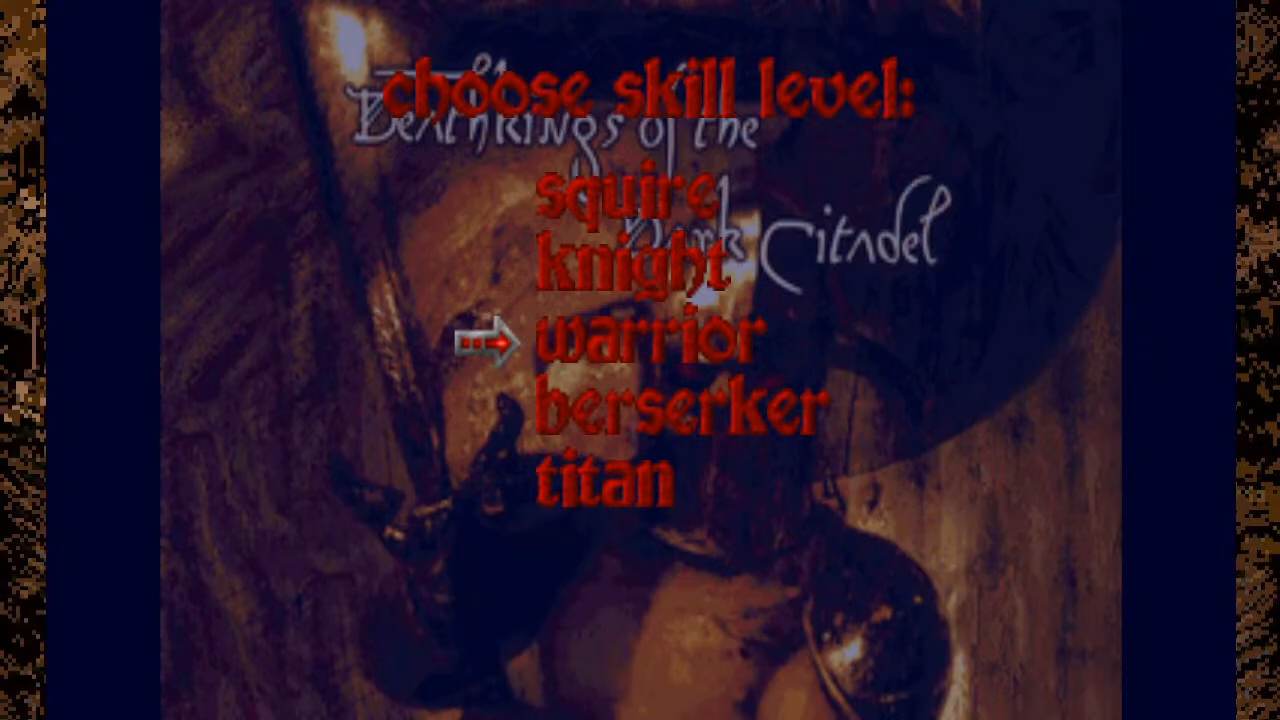 choose skill level:
Deathkings of the
squire
Dark Citadel
knight
warrior
berserker
titan